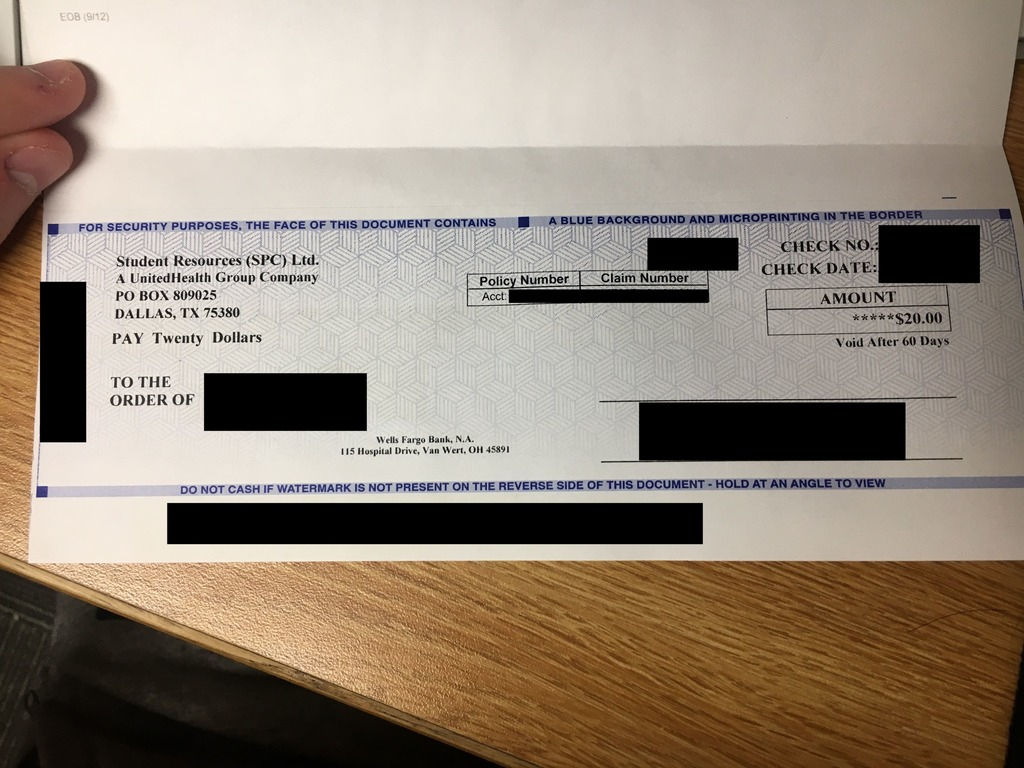 EOB (9/12)
FOR SECURITY PURPOSES, THE FACE OF THIS DOCUMENT CONTAINS A BLUE BACKGROUND AND MICROPRINTING IN THE BORDER
Student Resources (SPC) Ltd.
A UnitedHealth Group Company
PO BOX 809025
DALLAS, TX 75380
Policy Number Claim Number
Acct:
CHECK NO.:
CHECK DATE:
AMOUNT
*****$20.00
Void After 60 Days
PAY Twenty Dollars
TO THE
ORDER OF
Wells Fargo Bank, N.A.
115 Hospital Drive, Van Wert, OH 45891
DO NOT CASH IF WATERMARK IS NOT PRESENT ON THE REVERSE SIDE OF THIS DOCUMENT - HOLD AT AN ANGLE TO VIEW